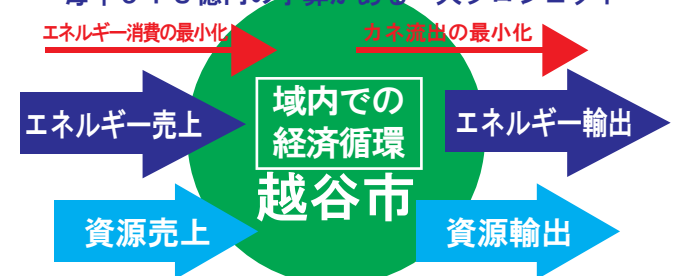 エネルギー消費の最小化
カネ流出の最小化
エネルギー売上
域内での
経済循環
エネルギー輸出
越谷市
資源売上
資源輸出